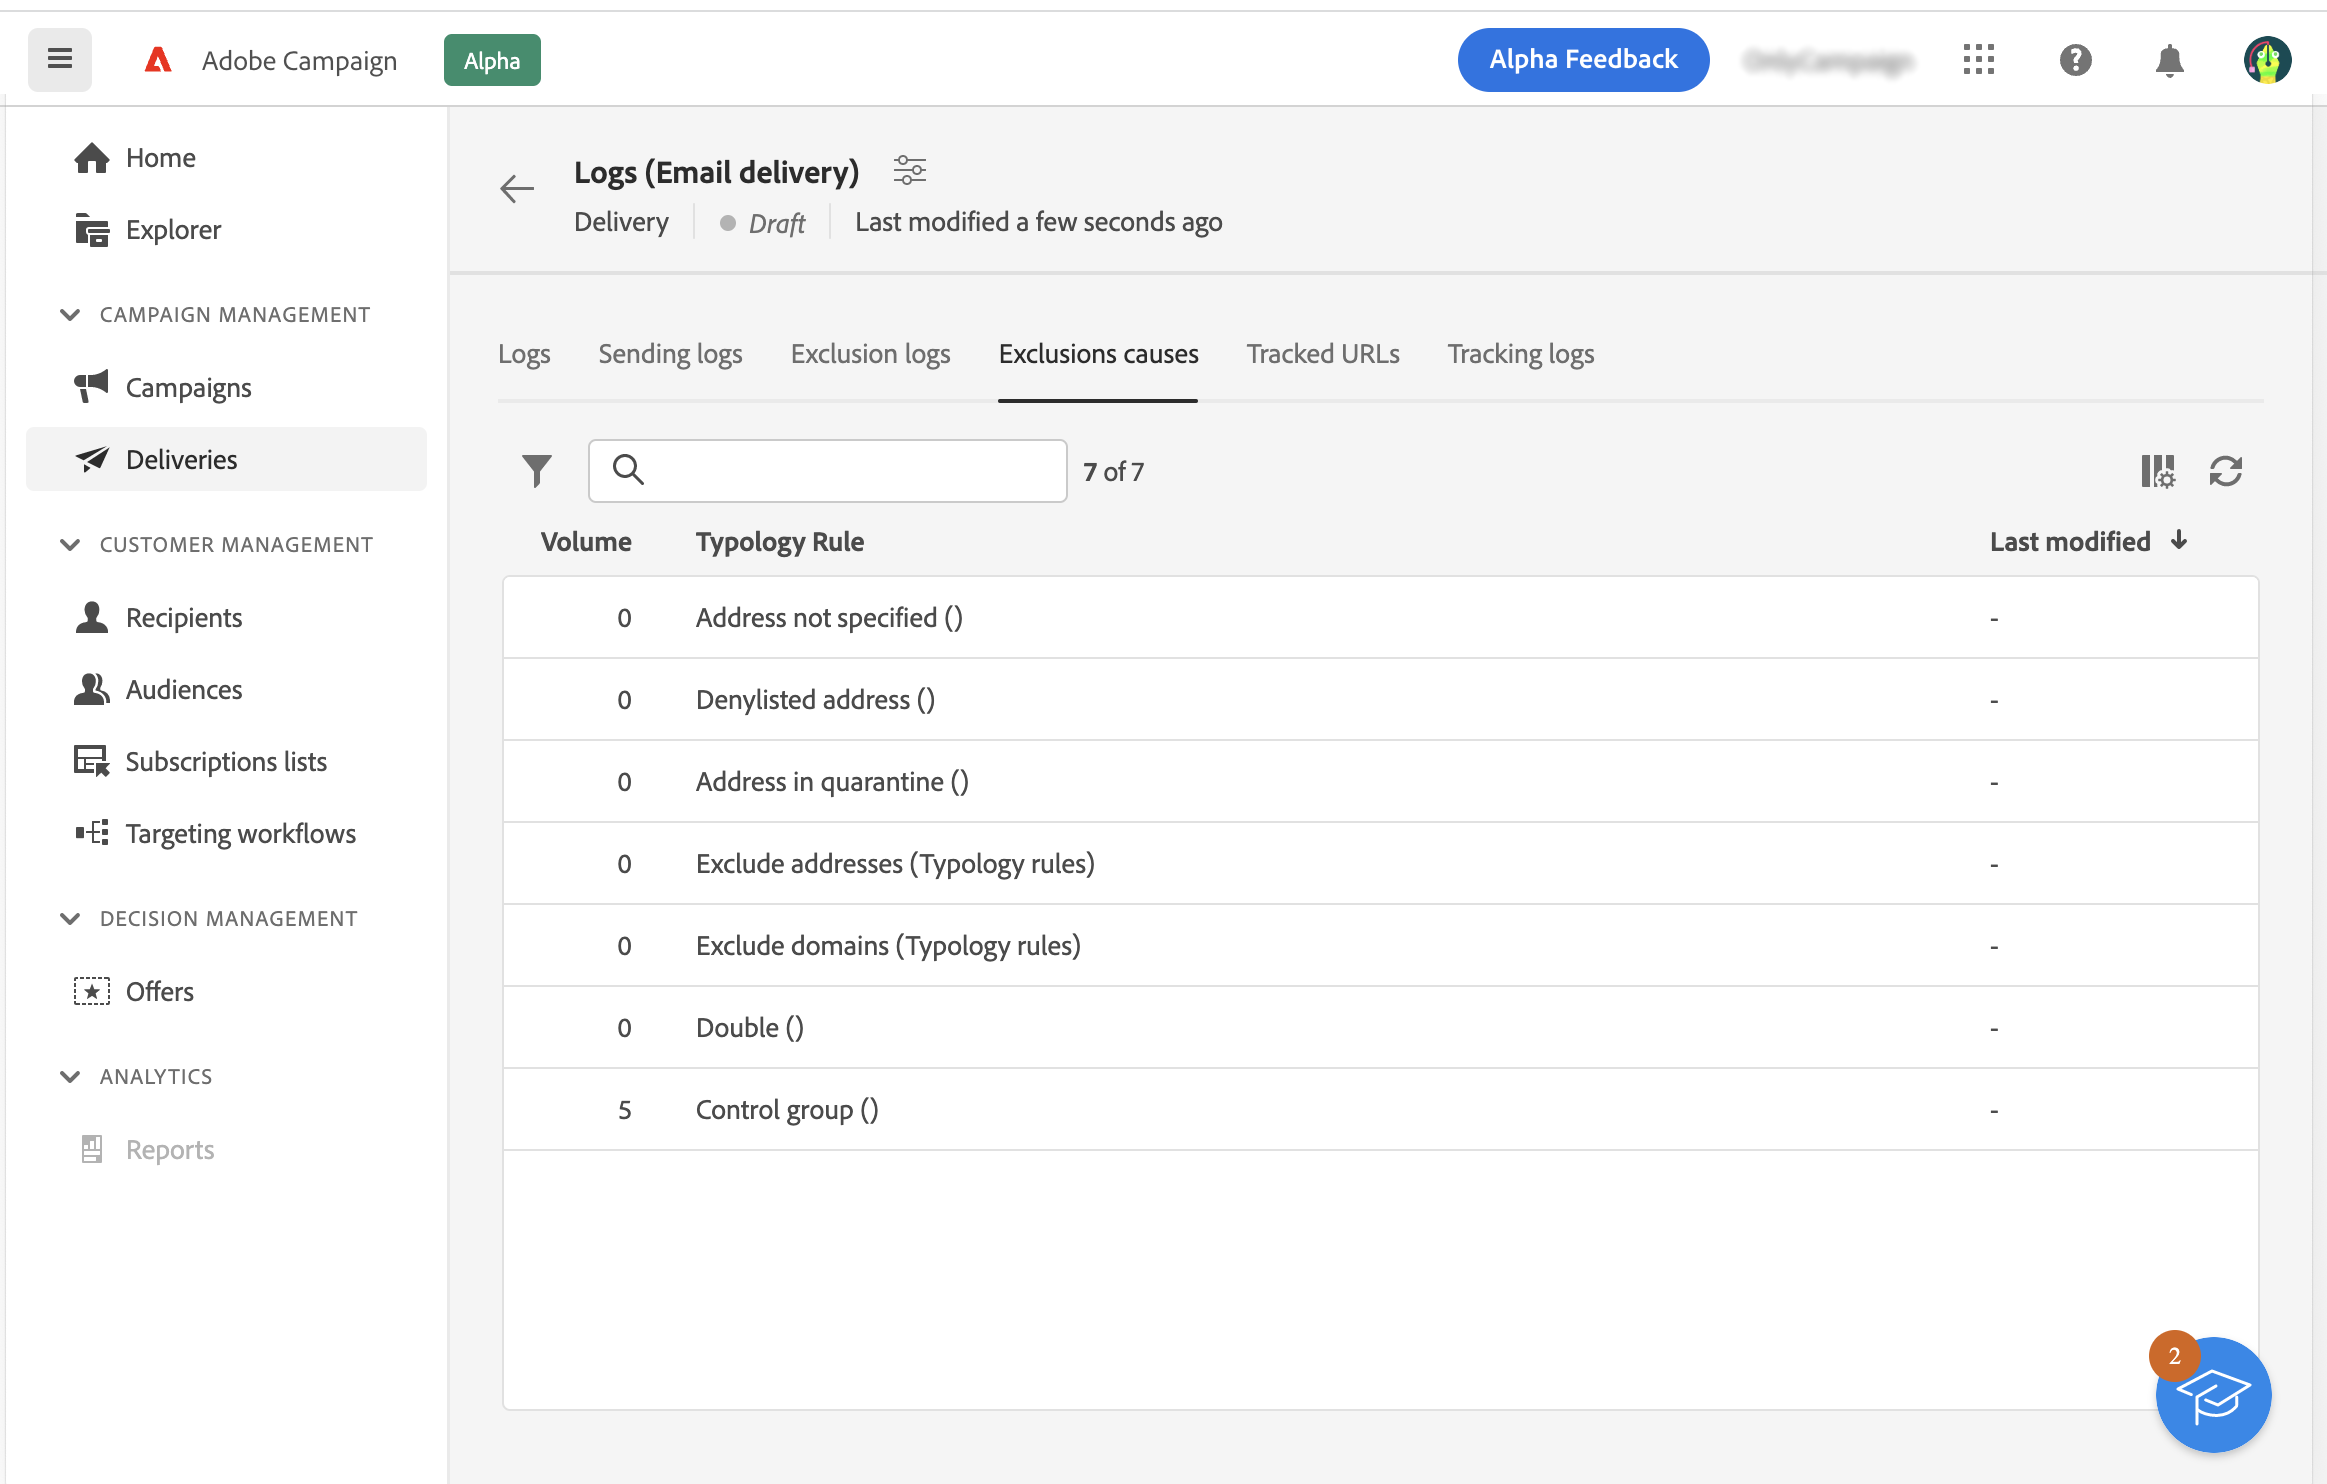 Adobe Campaign Alpha Alpha Feedback
Home
Explorer
CAMPAIGN MANAGEMENT
Campaigns
Deliveries
CUSTOMER MANAGEMENT
Recipients
Audiences
Subscriptions lists
Targeting workflows
DECISION MANAGEMENT
Offers
ANALYTICS
Reports
Logs (Email delivery)
Delivery Draft Last modified a few seconds ago
Logs Sending logs Exclusion logs Exclusions causes Tracked URLs Tracking logs
7 of 7
Volume Typology Rule Last modified
0 Address not specified () -
0 Denylisted address () -
0 Address in quarantine () -
0 Exclude addresses (Typology rules) -
0 Exclude domains (Typology rules) -
0 Double () -
5 Control group () -
2